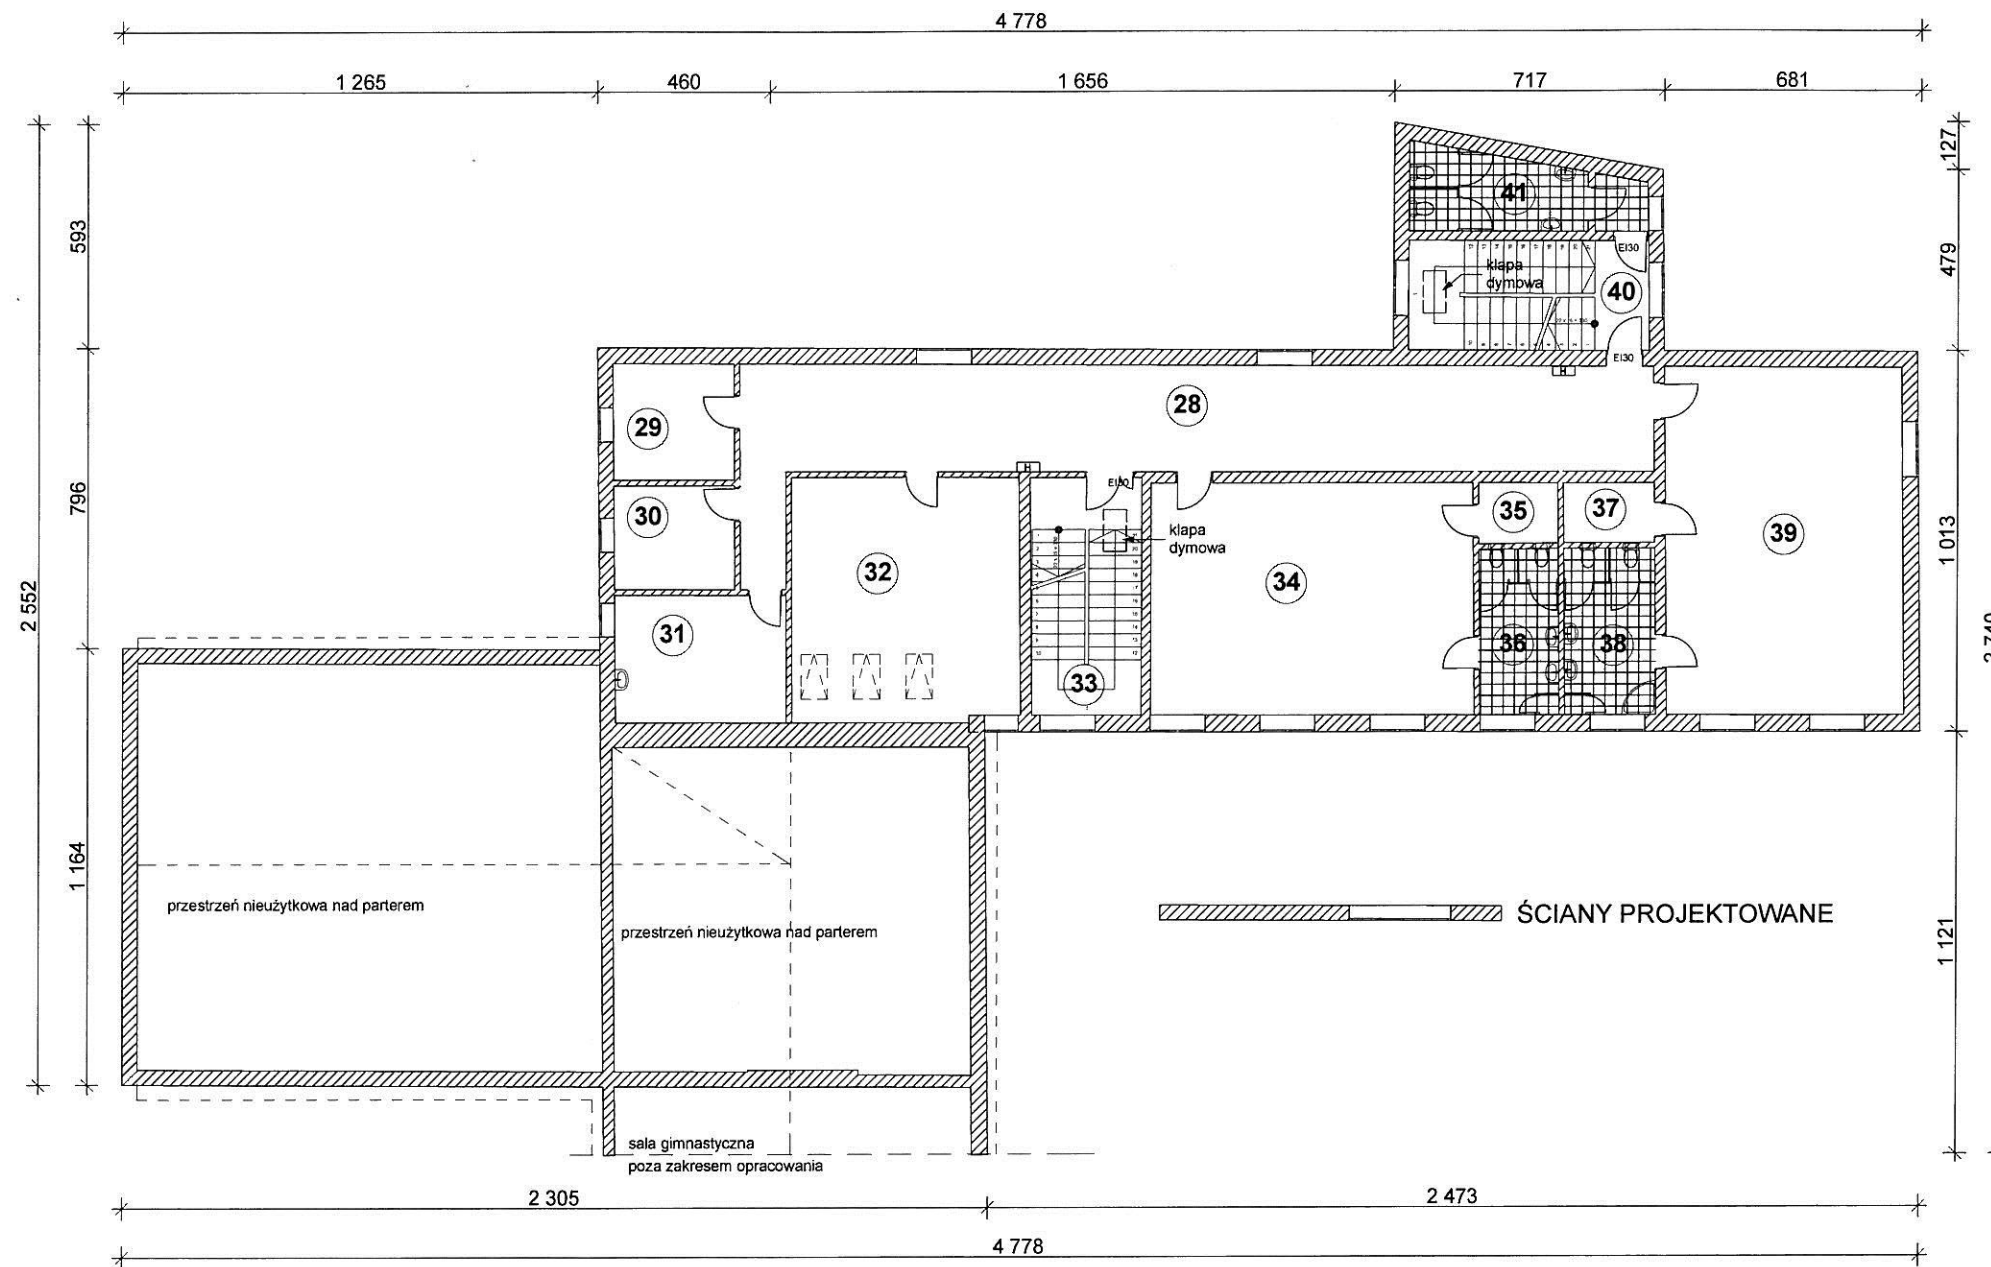 4 778
1 265
460
1 656
717
681
127
593
479
41
EI30
klapa
dymowa
40
EI30
H
28
29
H
EI30
796
30
35
37
klapa
dymowa
39
1 013
32
34
2 552
31
36
38
33
2 740
1 164
przestrzeń nieużytkowa nad parterem
ŚCIANY PROJEKTOWANE
przestrzeń nieużytkowa nad parterem
1 121
sala gimnastyczna
poza zakresem opracowania
2 305
2 473
4 778